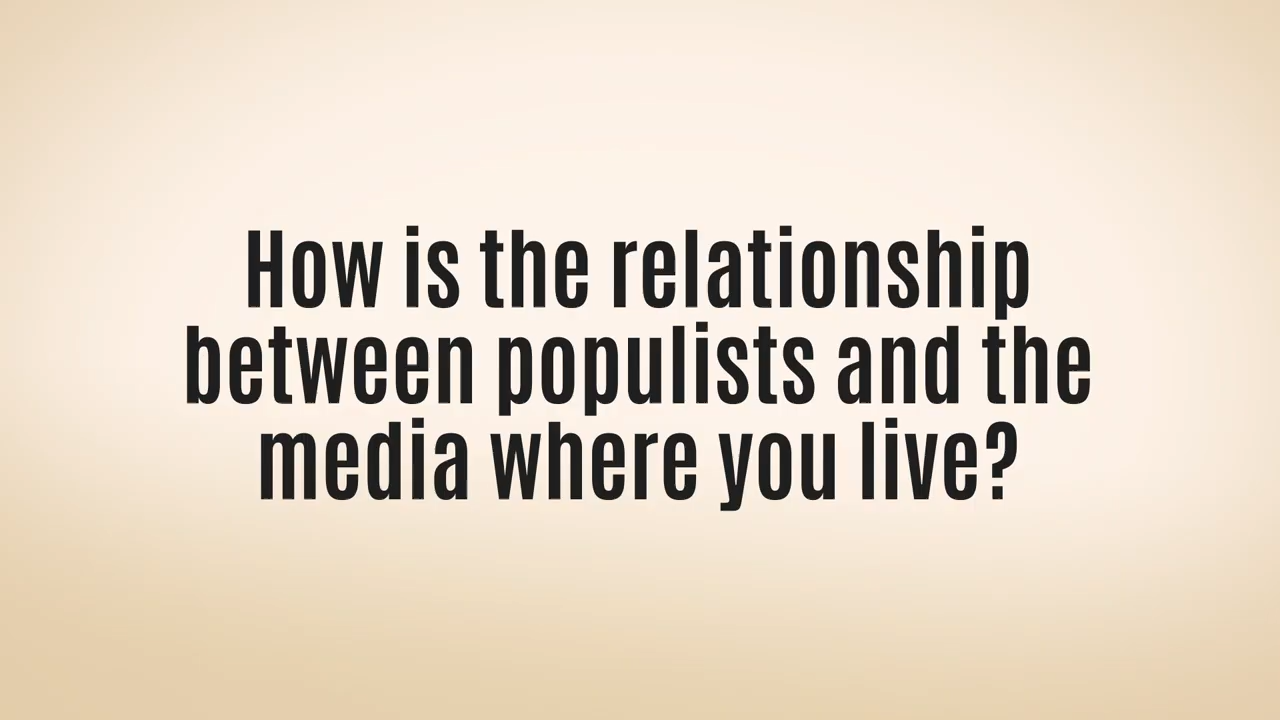 How is the relationship
between populists and the
media where you live?